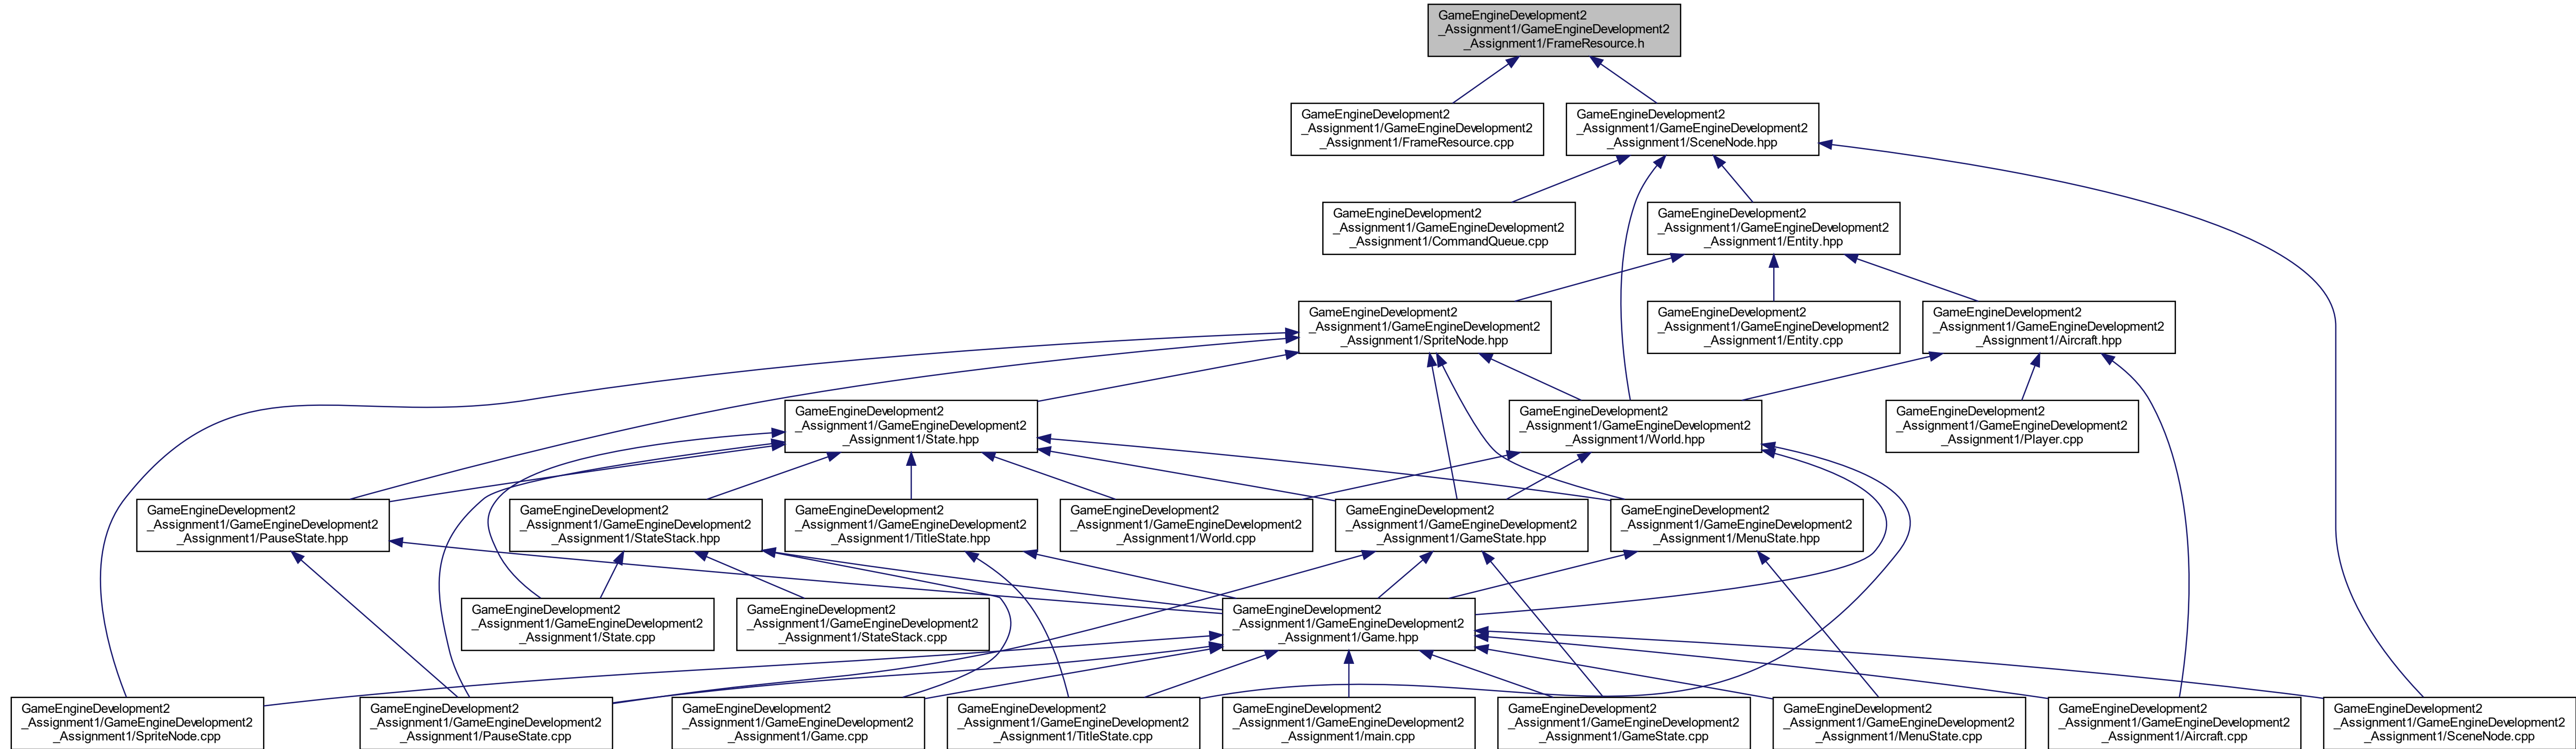 GameEngineDevelopment2
_Assignment1/GameEngineDevelopment2
_Assignment1/FrameResource.h
GameEngineDevelopment2
_Assignment1/GameEngineDevelopment2
_Assignment1/FrameResource.cpp
GameEngineDevelopment2
_Assignment1/GameEngineDevelopment2
_Assignment1/SceneNode.hpp
GameEngineDevelopment2
_Assignment1/GameEngineDevelopment2
_Assignment1/CommandQueue.cpp
GameEngineDevelopment2
_Assignment1/GameEngineDevelopment2
_Assignment1/Entity.hpp
GameEngineDevelopment2
_Assignment1/GameEngineDevelopment2
_Assignment1/SpriteNode.hpp
GameEngineDevelopment2
_Assignment1/GameEngineDevelopment2
_Assignment1/Entity.cpp
GameEngineDevelopment2
_Assignment1/GameEngineDevelopment2
_Assignment1/Aircraft.hpp
GameEngineDevelopment2
_Assignment1/GameEngineDevelopment2
_Assignment1/State.hpp
GameEngineDevelopment2
_Assignment1/GameEngineDevelopment2
_Assignment1/World.hpp
GameEngineDevelopment2
_Assignment1/GameEngineDevelopment2
_Assignment1/Player.cpp
GameEngineDevelopment2
_Assignment1/GameEngineDevelopment2
_Assignment1/PauseState.hpp
GameEngineDevelopment2
_Assignment1/GameEngineDevelopment2
_Assignment1/StateStack.hpp
GameEngineDevelopment2
_Assignment1/GameEngineDevelopment2
_Assignment1/TitleState.hpp
GameEngineDevelopment2
_Assignment1/GameEngineDevelopment2
_Assignment1/World.cpp
GameEngineDevelopment2
_Assignment1/GameEngineDevelopment2
_Assignment1/GameState.hpp
GameEngineDevelopment2
_Assignment1/GameEngineDevelopment2
_Assignment1/MenuState.hpp
GameEngineDevelopment2
_Assignment1/GameEngineDevelopment2
_Assignment1/State.cpp
GameEngineDevelopment2
_Assignment1/GameEngineDevelopment2
_Assignment1/StateStack.cpp
GameEngineDevelopment2
_Assignment1/GameEngineDevelopment2
_Assignment1/Game.hpp
GameEngineDevelopment2
_Assignment1/GameEngineDevelopment2
_Assignment1/SpriteNode.cpp
GameEngineDevelopment2
_Assignment1/GameEngineDevelopment2
_Assignment1/PauseState.cpp
GameEngineDevelopment2
_Assignment1/GameEngineDevelopment2
_Assignment1/Game.cpp
GameEngineDevelopment2
_Assignment1/GameEngineDevelopment2
_Assignment1/TitleState.cpp
GameEngineDevelopment2
_Assignment1/GameEngineDevelopment2
_Assignment1/main.cpp
GameEngineDevelopment2
_Assignment1/GameEngineDevelopment2
_Assignment1/GameState.cpp
GameEngineDevelopment2
_Assignment1/GameEngineDevelopment2
_Assignment1/MenuState.cpp
GameEngineDevelopment2
_Assignment1/GameEngineDevelopment2
_Assignment1/Aircraft.cpp
GameEngineDevelopment2
_Assignment1/GameEngineDevelopment2
_Assignment1/SceneNode.cpp